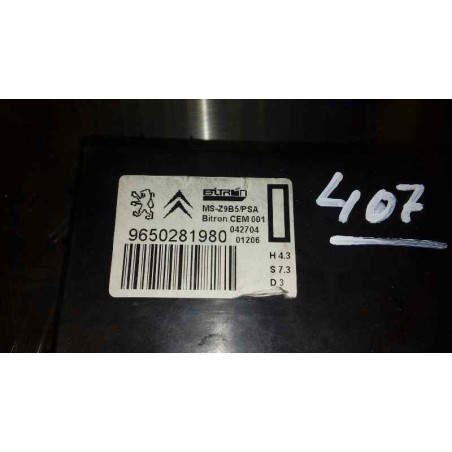 BITRON
MS-Z9B5/PSA
Bitron CEM 001
9650281980
042704
01206
H 4.3
S 7.3
D 3
407